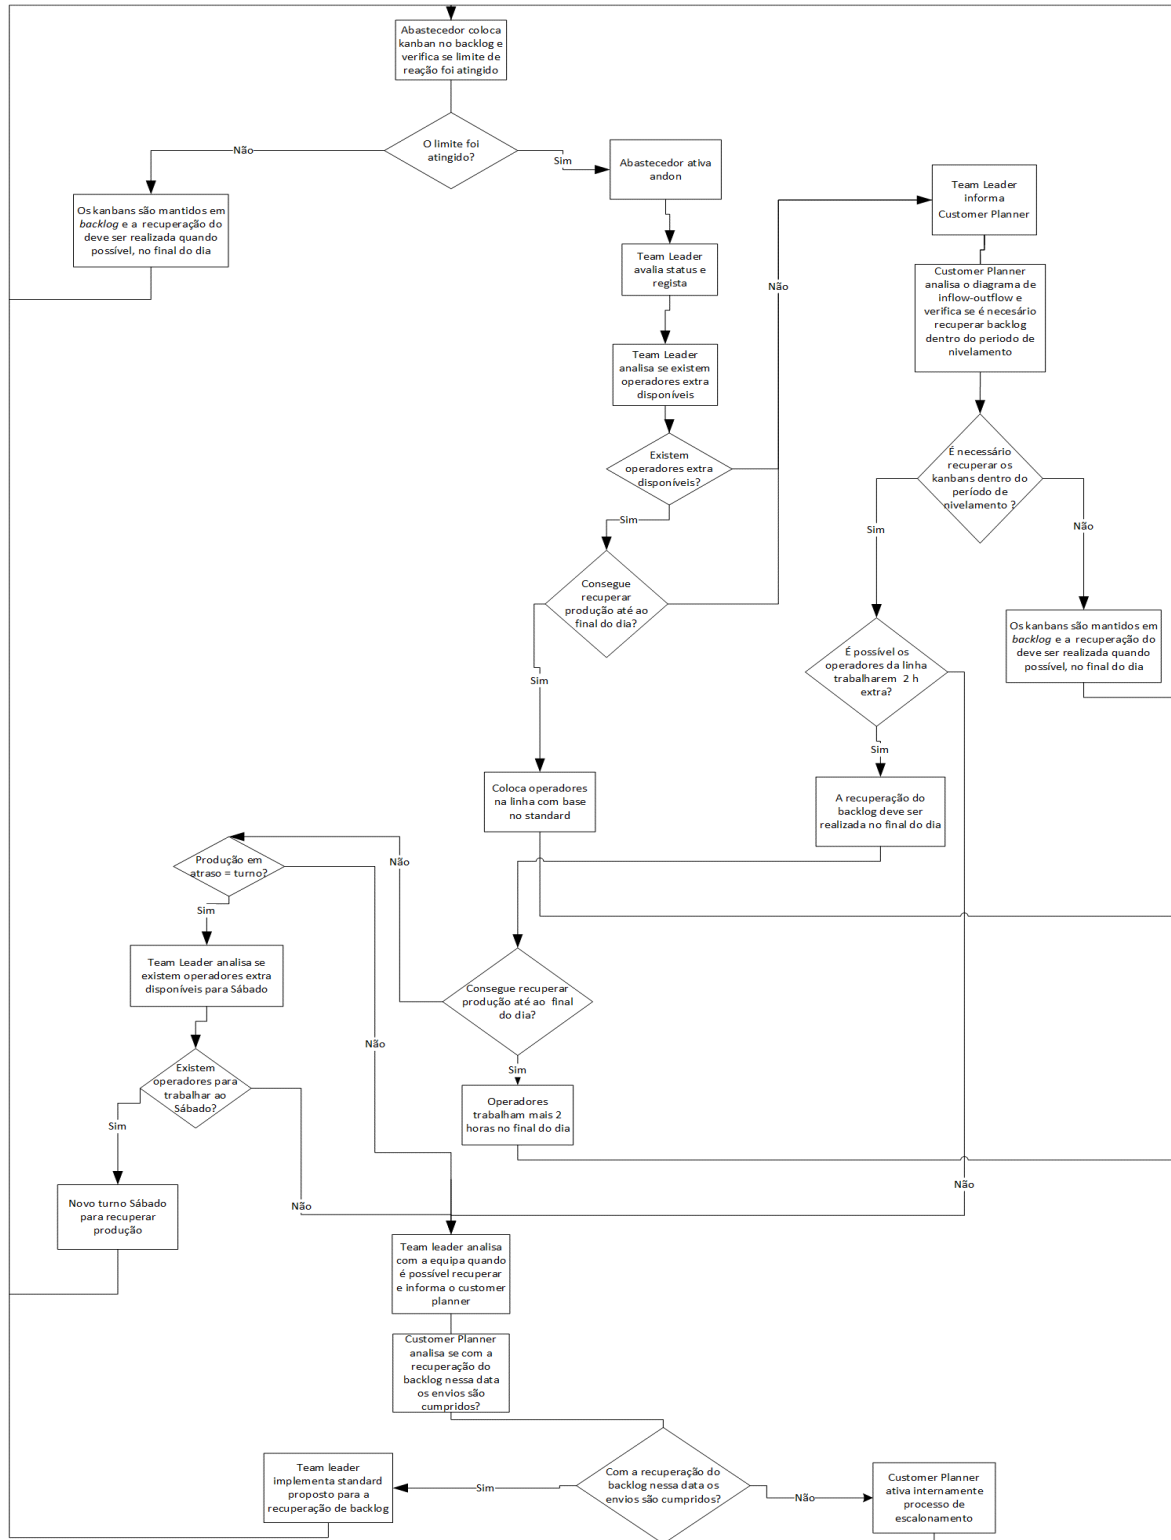 Abastecedor coloca
kanban no backlog e
verifica se limite de
reação foi atingido
O limite foi
atingido?
Não
Sim
Os kanbans são mantidos em
backlog e a recuperação do
deve ser realizada quando
possível, no final do dia
Abastecedor ativa
andon
Team Leader
informa
Customer Planner
Team Leader
avalia status e
regista
Não
Customer Planner
analisa o diagrama de
inflow-outflow e
verifica se é necesário
recuperar backlog
dentro do periodo de
nivelamento
Team Leader
analisa se existem
operadores extra
disponíveis
Existem
operadores extra
disponíveis?
Sim
É necessário
recuperar os
kanbans dentro do
período de
nivelamento ?
Sim
Não
Consegue
recuperar
produção até ao
final do dia?
Sim
Os kanbans são mantidos em
backlog e a recuperação do
deve ser realizada quando
possível, no final do dia
É possível os
operadores da linha
trabalharem 2 h
extra?
Sim
Coloca operadores
na linha com base
no standard
A recuperação do
backlog deve ser
realizada no final do dia
Produção em
atraso = turno?
Não
Sim
Team Leader analisa se
existem operadores extra
disponíveis para Sábado
Consegue recuperar
produção até ao final
do dia?
Não
Sim
Existem
operadores para
trabalhar ao
Sábado?
Sim
Operadores
trabalham mais 2
horas no final do dia
Não
Não
Novo turno Sábado
para recuperar
produção
Team leader analisa
com a equipa quando
é possível recuperar
e informa o customer
planner
Customer Planner
analisa se com a
recuperação do
backlog nessa data
os envios são
cumpridos?
Team leader
implementa standard
proposto para a
recuperação de backlog
Sim
Com a recuperação do
backlog nessa data os
envios são cumpridos?
Não
Customer Planner
ativa internamente
processo de
escalonamento